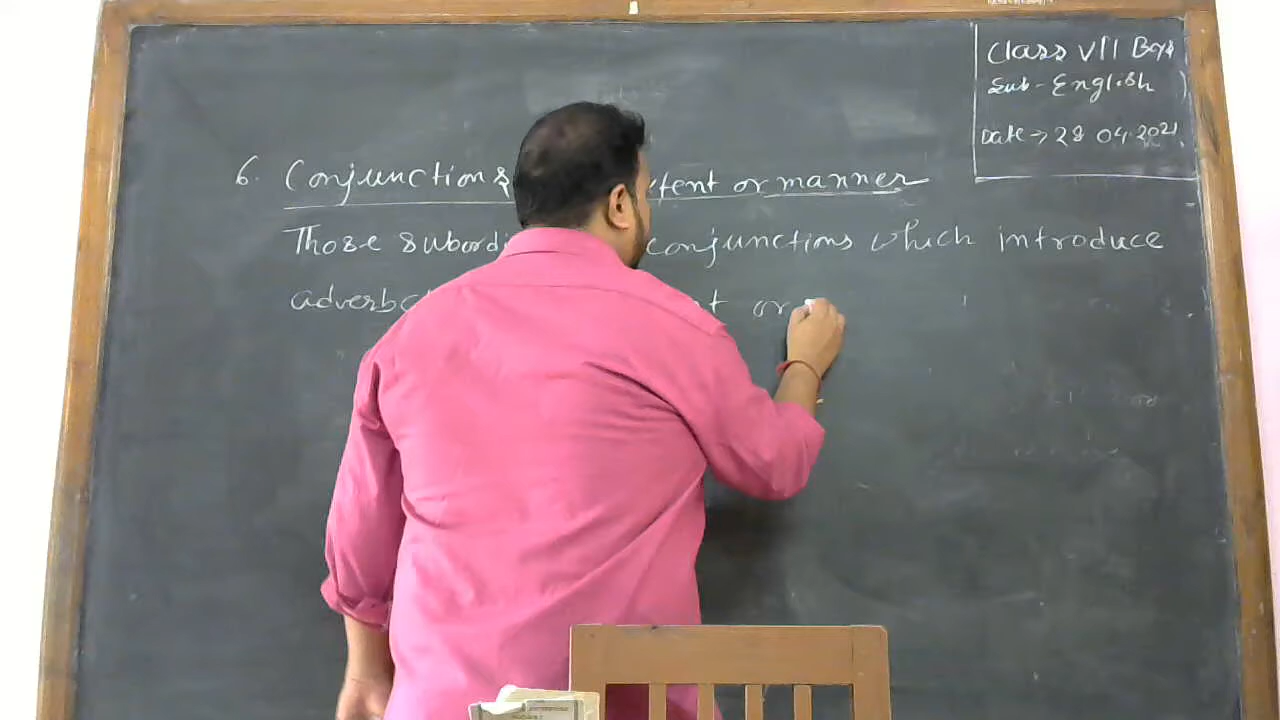 Class VII Boys
Sub - English
Date → 28 04.2021
6. Conjunctions tent or manner
Those subordi conjunctions which introduce
adverb t or